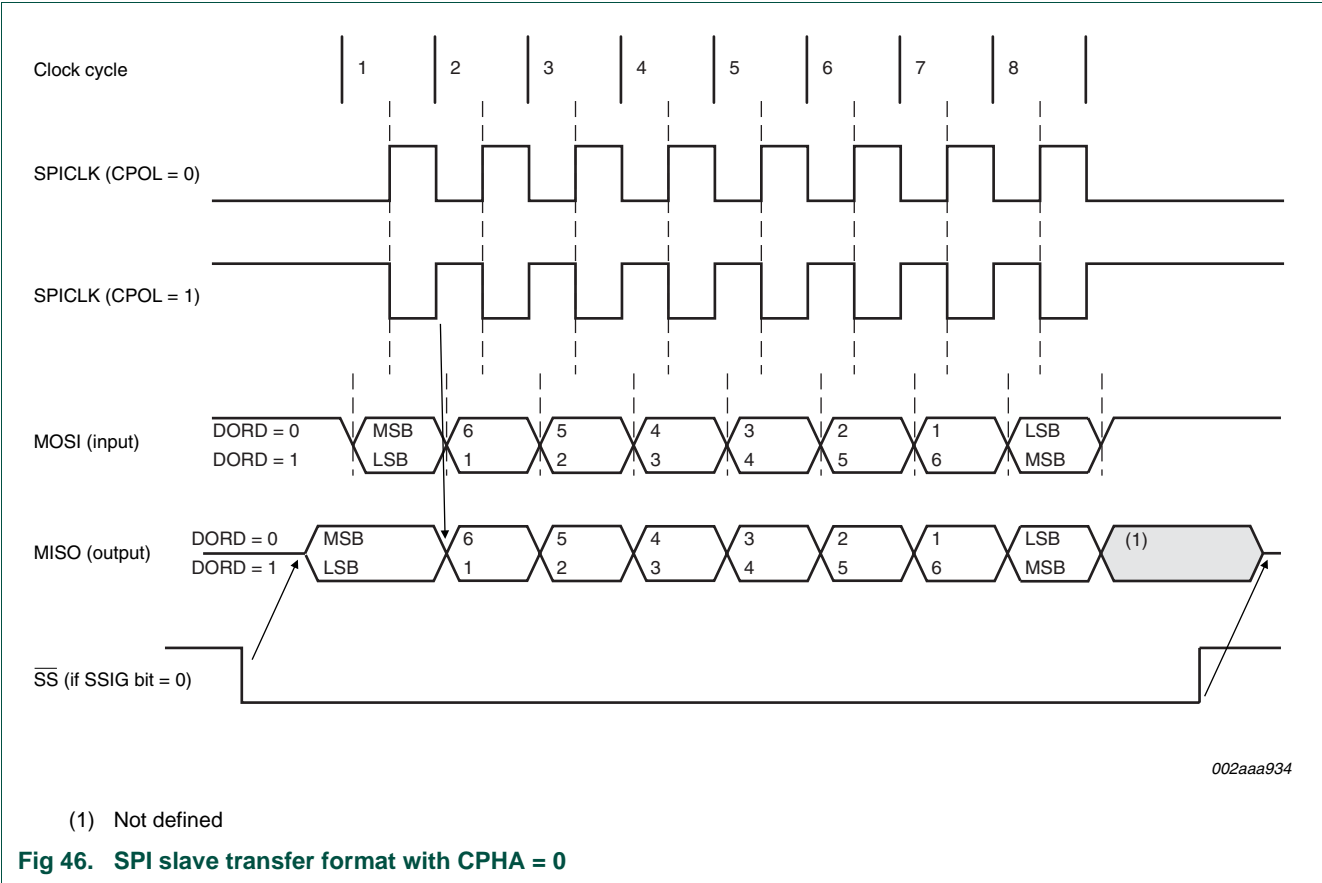 Clock cycle 1 2 3 4 5 6 7 8
SPICLK (CPOL = 0)
SPICLK (CPOL = 1)
MOSI (input)
DORD = 0 MSB 6 5 4 3 2 1 LSB
DORD = 1 LSB 1 2 3 4 5 6 MSB
MISO (output)
DORD = 0 MSB 6 5 4 3 2 1 LSB (1)
DORD = 1 LSB 1 2 3 4 5 6 MSB
SS (if SSIG bit = 0)
002aaa934
(1) Not defined
Fig 46. SPI slave transfer format with CPHA = 0